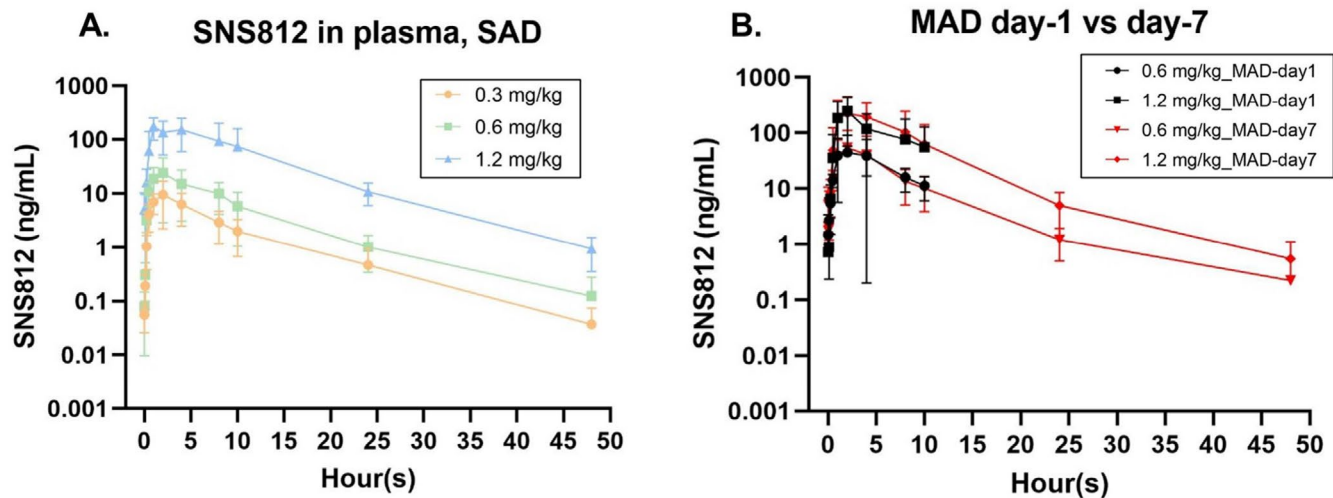 A.
SNS812 in plasma, SAD
SNS812 (ng/mL)
1000
100
10
1
0.1
0.01
0.001
0.3 mg/kg
0.6 mg/kg
1.2 mg/kg
0 5 10 15 20 25 30 35 40 45 50
Hour(s)
B.
MAD day-1 vs day-7
SNS812 (ng/mL)
1000
100
10
1
0.1
0.01
0.001
0.6 mg/kg_MAD-day1
1.2 mg/kg_MAD-day1
0.6 mg/kg_MAD-day7
1.2 mg/kg_MAD-day7
0 5 10 15 20 25 30 35 40 45 50
Hour(s)